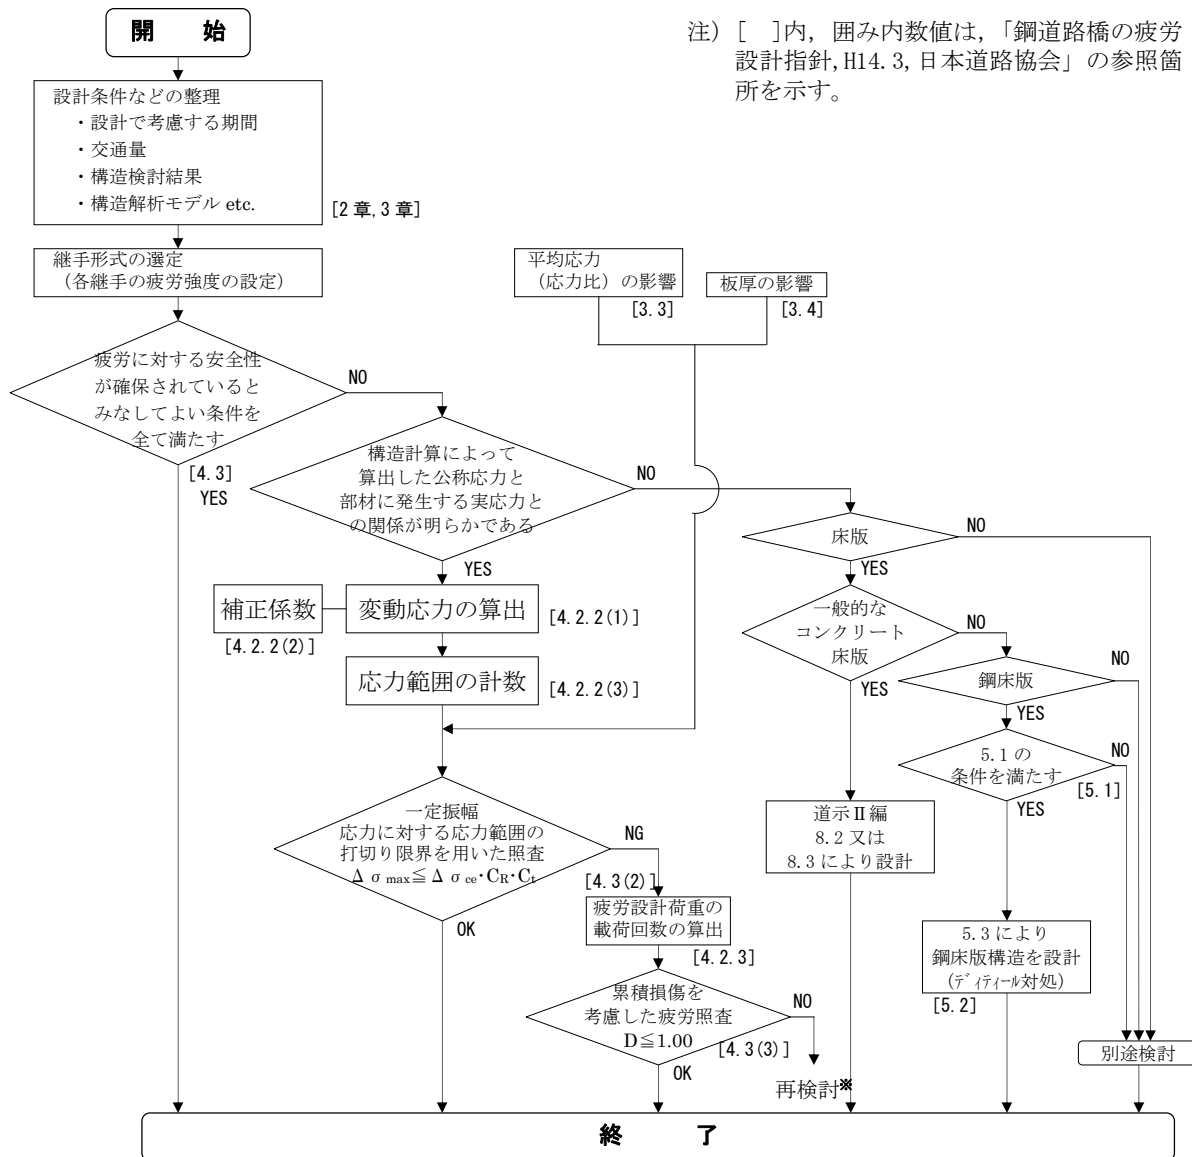 開 始
注) [ ]内, 囲み内数値は, 「鋼道路橋の疲労
設計指針,H14.3,日本道路協会」の参照箇
所を示す。
設計条件などの整理
・設計で考慮する期間
・交通量
・構造検討結果
・構造解析モデル etc.
[2 章, 3 章]
継手形式の選定
(各継手の疲労強度の設定)
平均応力
(応力比)の影響
[3.3]
板厚の影響
[3.4]
疲労に対する安全性
が確保されていると
みなしてよい条件を
全て満たす
NO
[4.3]
YES
構造計算によって
算出した公称応力と
部材に発生する実応力と
の関係が明らかである
NO
YES
床版
NO
YES
補正係数
[4.2.2(2)]
変動応力の算出
[4.2.2(1)]
一般的な
コンクリート
床版
NO
YES
応力範囲の計数
[4.2.2(3)]
鋼床版
NO
YES
5.1 の
条件を満たす
NO
[5.1]
YES
一定振幅
応力に対する応力範囲の
打切り限界を用いた照査
Δσmax≦Δσce・CR・Ct
NG
[4.3(2)]
OK
道示Ⅱ編
8.2 又は
8.3 により設計
疲労設計荷重の
載荷回数の算出
[4.2.3]
5.3 により
鋼床版構造を設計
(ディティール対処)
[5.2]
累積損傷を
考慮した疲労照査
D≦1.00
NO
[4.3(3)]
OK
再検討※
別途検討
終 了